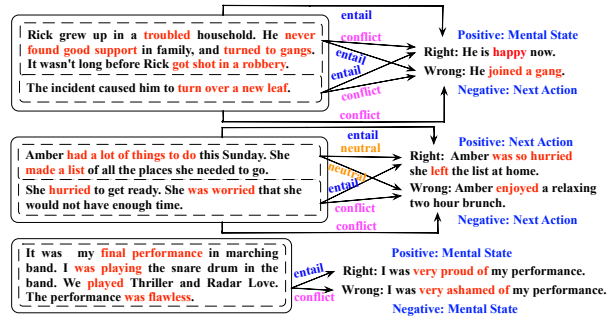 entail
Rick grew up in a troubled household. He never
found good support in family, and turned to gangs.
It wasn't long before Rick got shot in a robbery.
The incident caused him to turn over a new leaf.
conflict
entail
entail
conflict
conflict
Positive: Mental State
Right: He is happy now.
Wrong: He joined a gang.
Negative: Next Action
Amber had a lot of things to do this Sunday. She
made a list of all the places she needed to go.
She hurried to get ready. She was worried that she
would not have enough time.
entail
neutral
neutral
entail
conflict
conflict
Positive: Next Action
Right: Amber was so hurried
she left the list at home.
Wrong: Amber enjoyed a relaxing
two hour brunch.
Negative: Next Action
It was my final performance in marching
band. I was playing the snare drum in the
band. We played Thriller and Radar Love.
The performance was flawless.
entail
conflict
Positive: Mental State
Right: I was very proud of my performance.
Wrong: I was very ashamed of my performance.
Negative: Mental State